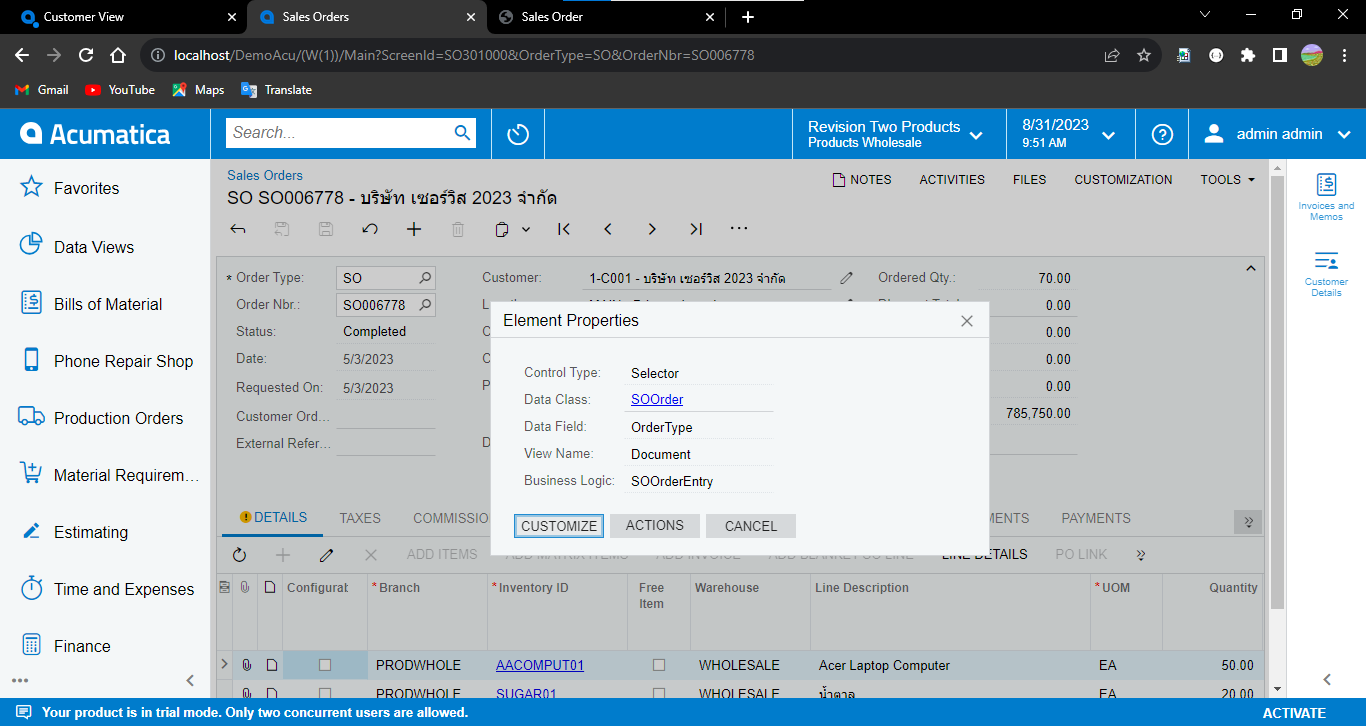 Customer View
Sales Orders
Sales Order
localhost/DemoAcu/(W(1))/Main?ScreenId=SO301000&OrderType=SO&OrderNbr=SO006778
Gmail
YouTube
Maps
Translate
Acumatica
Search...
Revision Two Products
Products Wholesale
8/31/2023
9:51 AM
admin admin
Favorites
Data Views
Bills of Material
Phone Repair Shop
Production Orders
Material Requirem...
Estimating
Time and Expenses
Finance
Sales Orders
SO SO006778 - บริษัท เซอร์วิส 2023 จำกัด
NOTES
ACTIVITIES
FILES
CUSTOMIZATION
TOOLS
* Order Type: SO
Order Nbr.: SO006778
Status: Completed
Date: 5/3/2023
Requested On: 5/3/2023
Customer Ord...
External Refer...
Customer: 1-C001 - บริษัท เซอร์วิส 2023 จำกัด
Ordered Qty.: 70.00
0.00
0.00
0.00
0.00
785,750.00
Element Properties
Control Type: Selector
Data Class: SOOrder
Data Field: OrderType
View Name: Document
Business Logic: SOOrderEntry
CUSTOMIZE
ACTIONS
CANCEL
DETAILS
TAXES
COMMISSIO
MENTS
PAYMENTS
ADD ITEMS
LINE DETAILS
PO LINK
Configurat
* Branch
* Inventory ID
Free
Item
Warehouse
Line Description
* UOM
Quantity
PRODWHOLE AACOMPUT01 WHOLESALE Acer Laptop Computer EA 50.00
PRODWHOLE SUGAR01 WHOLESALE น้ำตาล EA 20.00
Invoices and
Memos
Customer
Details
Your product is in trial mode. Only two concurrent users are allowed.
ACTIVATE